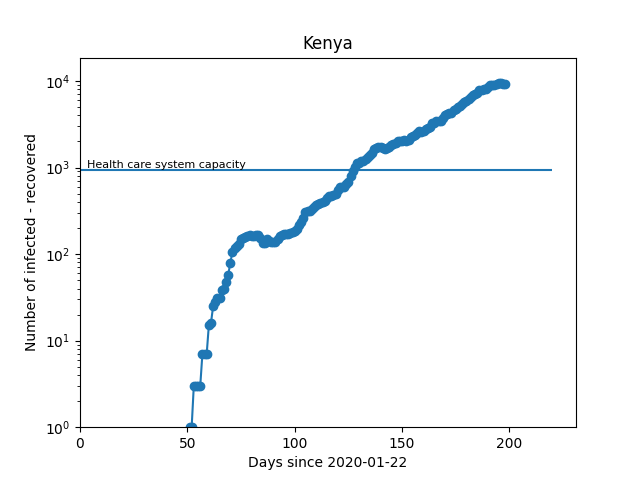 Kenya
10^4
10^3
10^2
10^1
10^0
Health care system capacity
Number of infected - recovered
0 50 100 150 200
Days since 2020-01-22